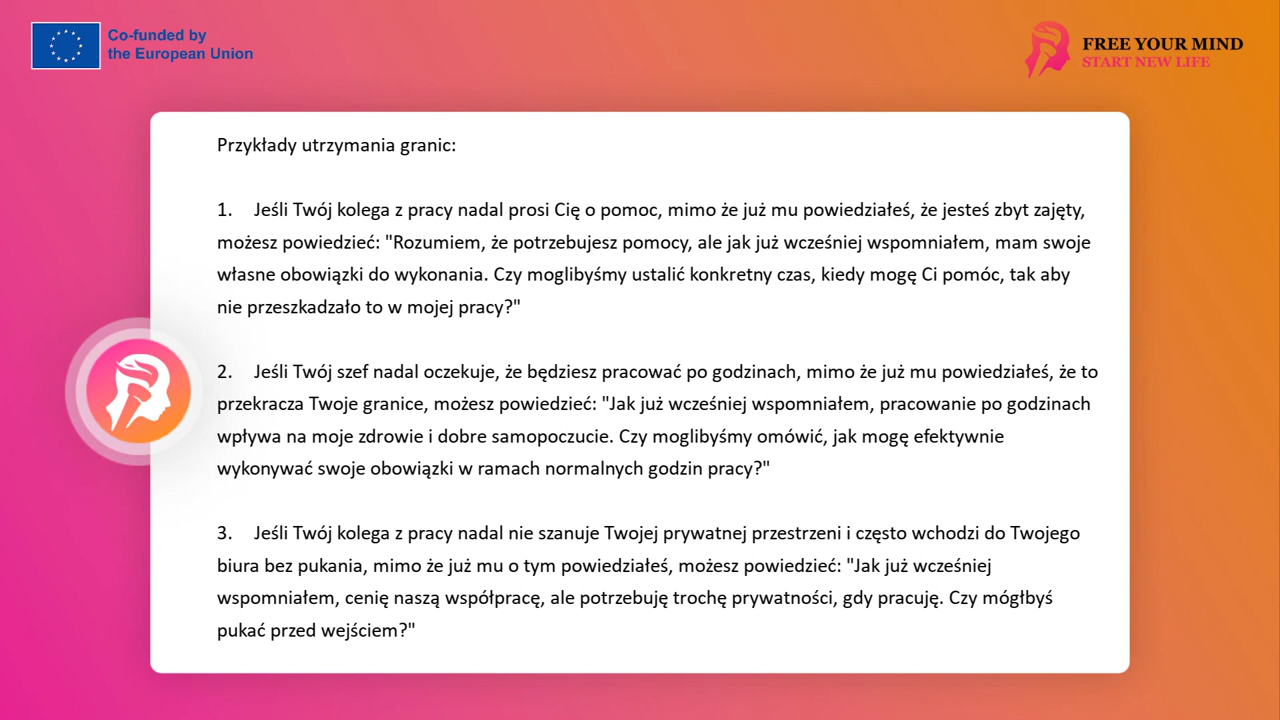 Co-funded by
the European Union
FREE YOUR MIND
START NEW LIFE
Przykłady utrzymania granic:
1. Jeśli Twój kolega z pracy nadal prosi Cię o pomoc, mimo że już mu powiedziałeś, że jesteś zbyt zajęty,
możesz powiedzieć: "Rozumiem, że potrzebujesz pomocy, ale jak już wcześniej wspomniałem, mam swoje
własne obowiązki do wykonania. Czy moglibyśmy ustalić konkretny czas, kiedy mogę Ci pomóc, tak aby
nie przeszkadzało to w mojej pracy?"
2. Jeśli Twój szef nadal oczekuje, że będziesz pracować po godzinach, mimo że już mu powiedziałeś, że to
przekracza Twoje granice, możesz powiedzieć: "Jak już wcześniej wspomniałem, pracowanie po godzinach
wpływa na moje zdrowie i dobre samopoczucie. Czy moglibyśmy omówić, jak mogę efektywnie
wykonywać swoje obowiązki w ramach normalnych godzin pracy?"
3. Jeśli Twój kolega z pracy nadal nie szanuje Twojej prywatnej przestrzeni i często wchodzi do Twojego
biura bez pukania, mimo że już mu o tym powiedziałeś, możesz powiedzieć: "Jak już wcześniej
wspomniałem, cenię naszą współpracę, ale potrzebuję trochę prywatności, gdy pracuję. Czy mógłbyś
pukać przed wejściem?"